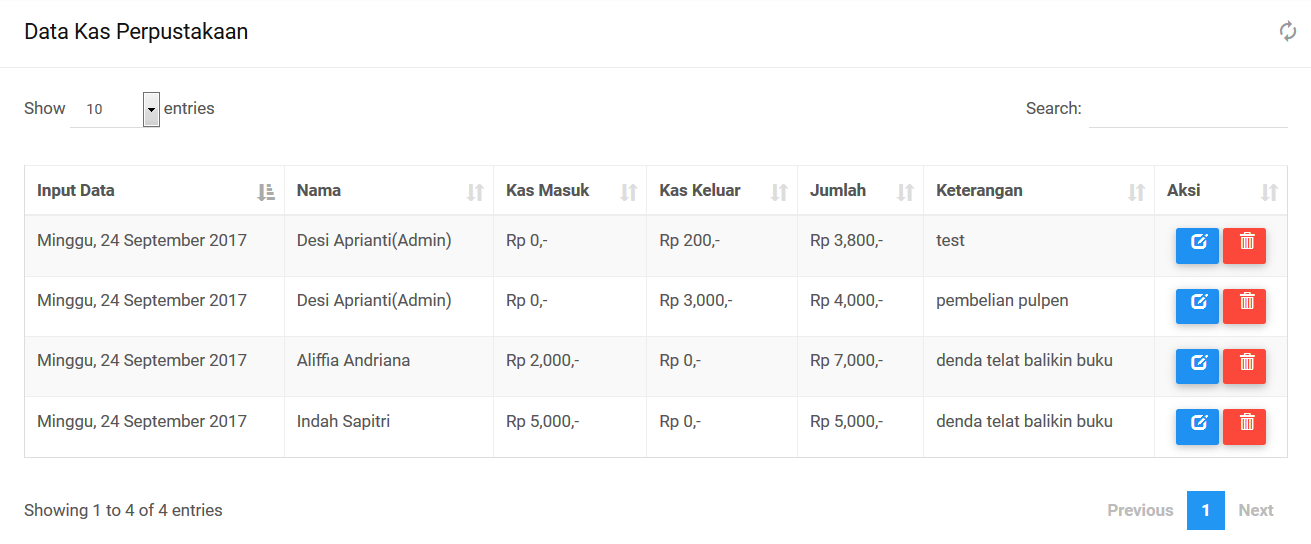 Data Kas Perpustakaan
Show 10 entries Search:
Input Data Nama Kas Masuk Kas Keluar Jumlah Keterangan Aksi
Minggu, 24 September 2017 Desi Aprianti(Admin) Rp 0,- Rp 200,- Rp 3,800,- test
Minggu, 24 September 2017 Desi Aprianti(Admin) Rp 0,- Rp 3,000,- Rp 4,000,- pembelian pulpen
Minggu, 24 September 2017 Aliffia Andriana Rp 2,000,- Rp 0,- Rp 7,000,- denda telat balikin buku
Minggu, 24 September 2017 Indah Sapitri Rp 5,000,- Rp 0,- Rp 5,000,- denda telat balikin buku
Showing 1 to 4 of 4 entries Previous 1 Next